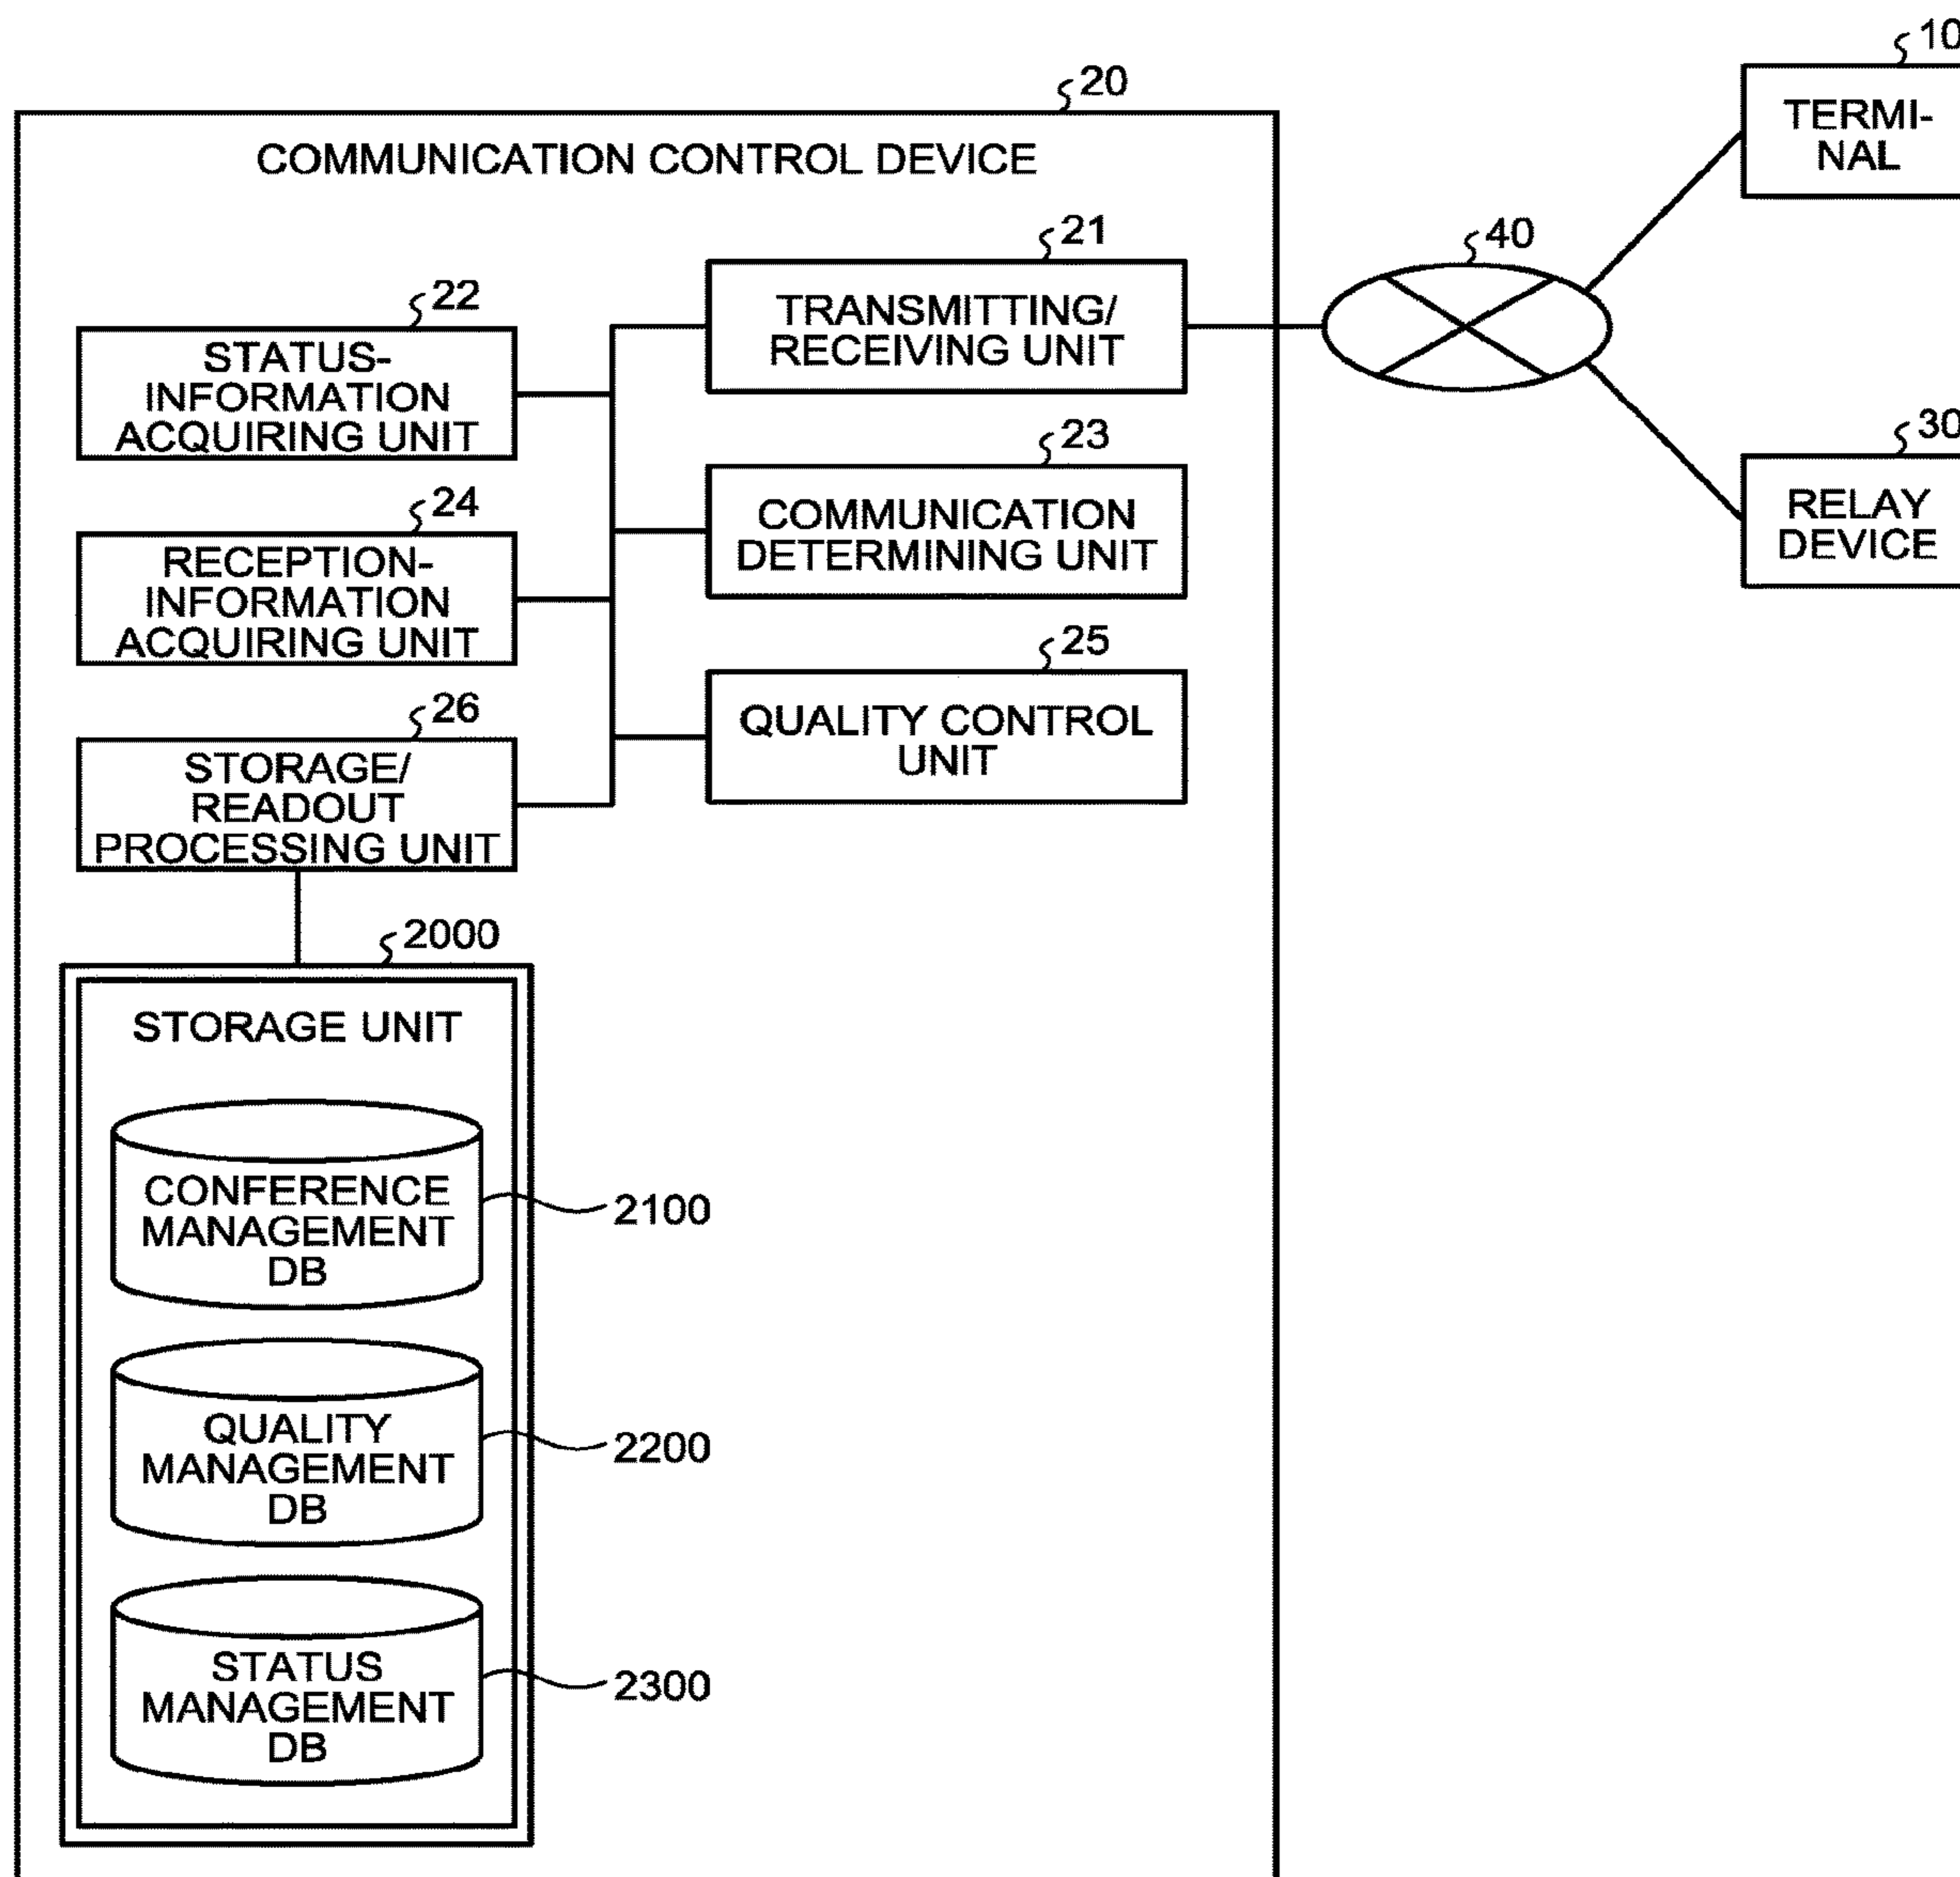 10
20
TERMI-
NAL
COMMUNICATION CONTROL DEVICE
21
40
22
TRANSMITTING/
RECEIVING UNIT
STATUS-
INFORMATION
ACQUIRING UNIT
23
30
24
COMMUNICATION
DETERMINING UNIT
RELAY
DEVICE
RECEPTION-
INFORMATION
ACQUIRING UNIT
25
26
QUALITY CONTROL
UNIT
STORAGE/
READOUT
PROCESSING UNIT
2000
STORAGE UNIT
CONFERENCE
MANAGEMENT
DB
2100
QUALITY
MANAGEMENT
DB
2200
STATUS
MANAGEMENT
DB
2300